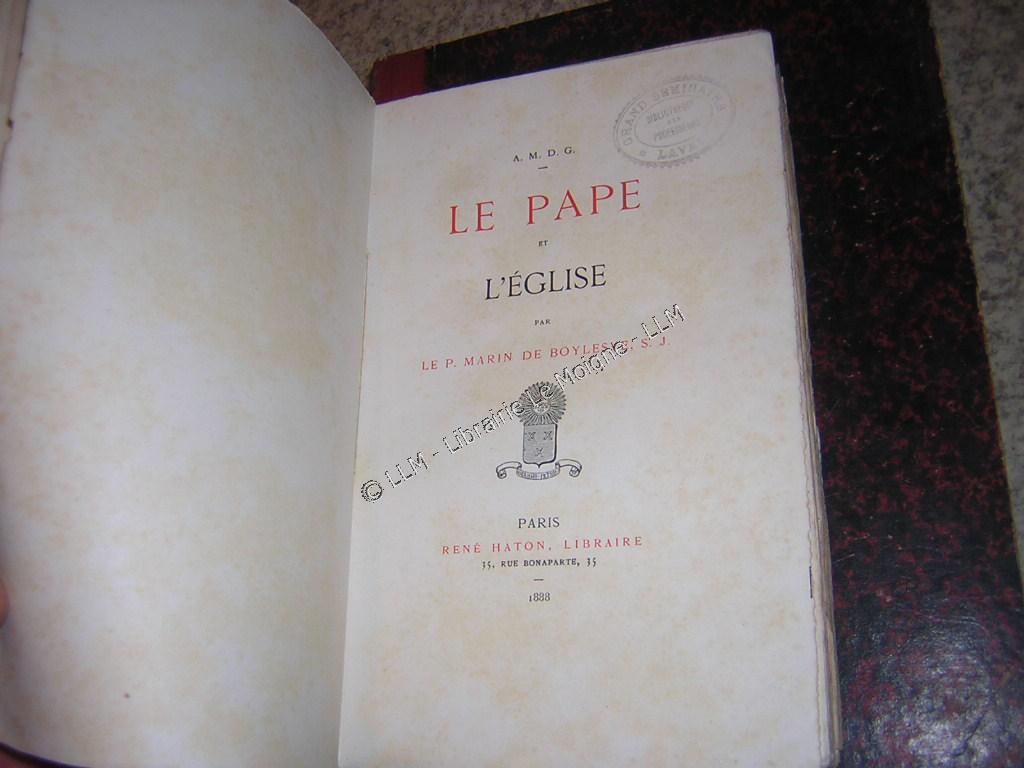 GRAND SEMINAIRE
LAVAL
A. M. D. G.
LE PAPE
ET
L'ÉGLISE
PAR
LE P. MARIN DE BOYLESVE, S. J.
© LLM - Librairie Le Moigne - LLM
PARIS
RENÉ HATON, LIBRAIRE
35, RUE BONAPARTE, 35
1888